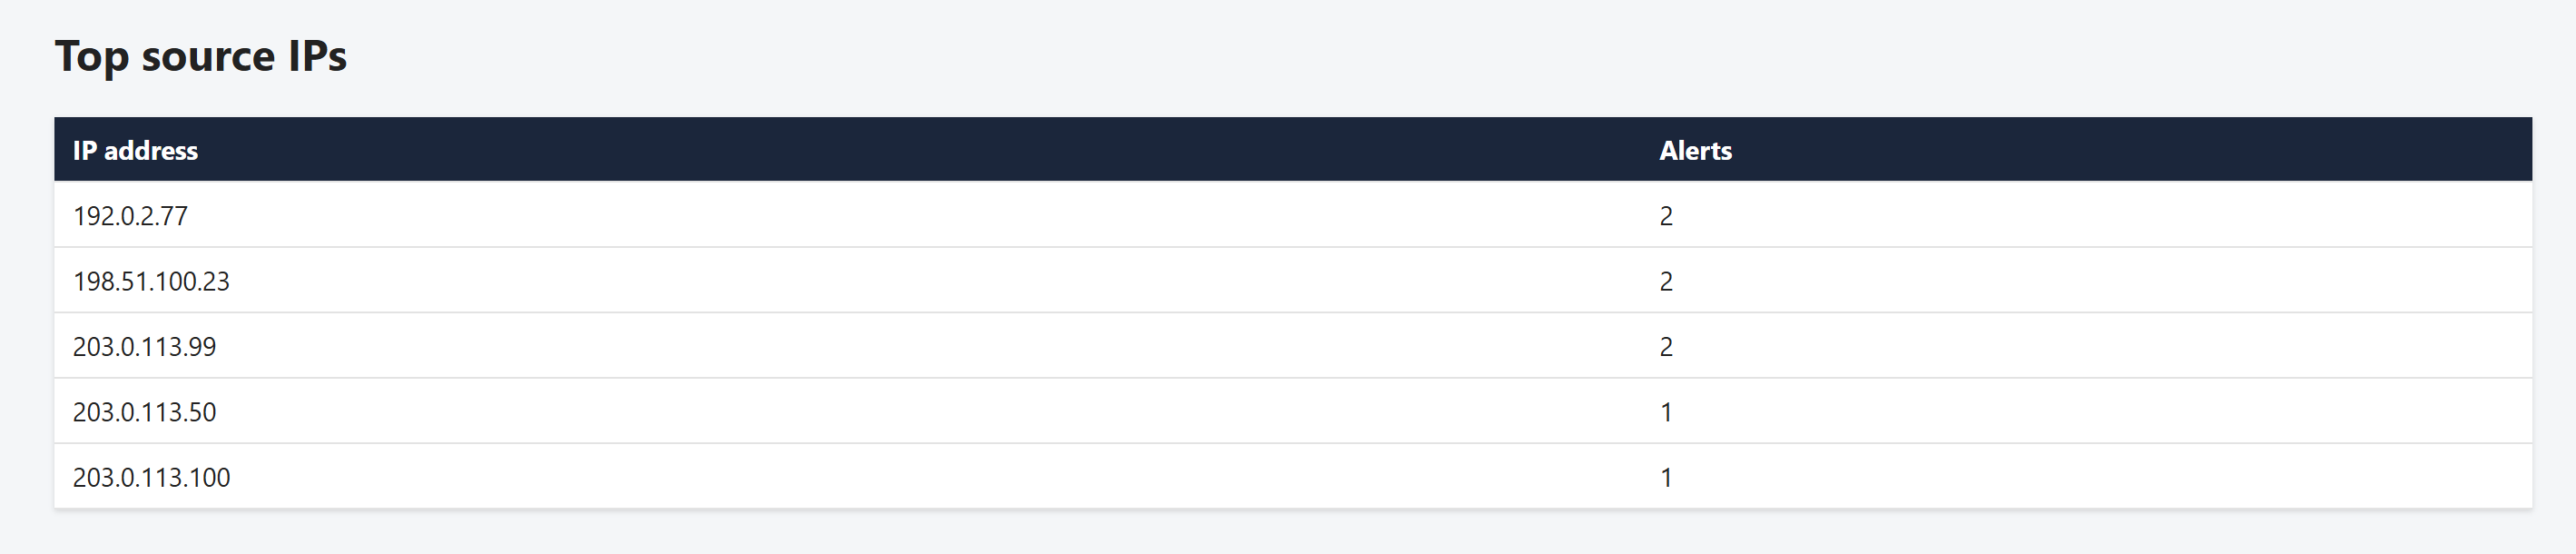 Top source IPs
IP address Alerts
192.0.2.77 2
198.51.100.23 2
203.0.113.99 2
203.0.113.50 1
203.0.113.100 1